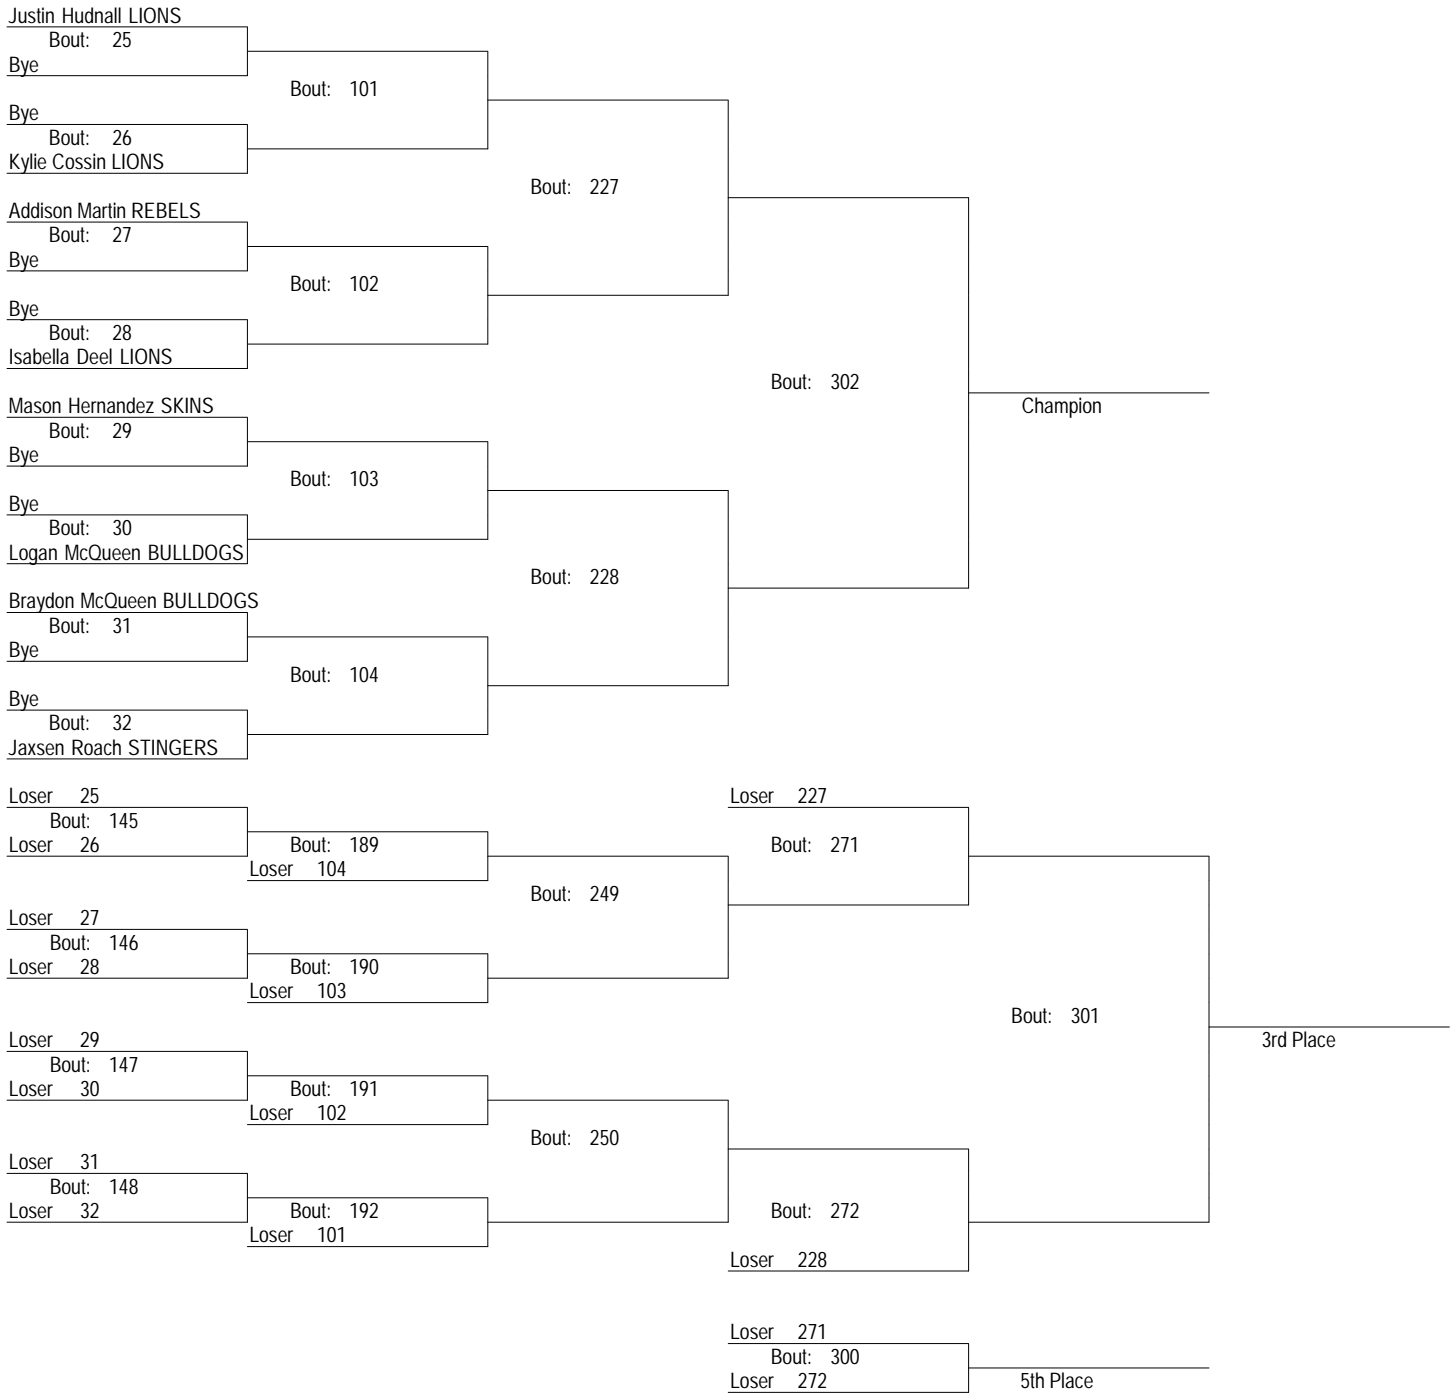 Justin Hudnall LIONS
Bout: 25
Bye
Bout: 101
Bye
Bout: 26
Kylie Cossin LIONS
Bout: 227
Addison Martin REBELS
Bout: 27
Bye
Bout: 102
Bye
Bout: 28
Isabella Deel LIONS
Bout: 302
Champion
Mason Hernandez SKINS
Bout: 29
Bye
Bout: 103
Bye
Bout: 30
Logan McQueen BULLDOGS
Bout: 228
Braydon McQueen BULLDOGS
Bout: 31
Bye
Bout: 104
Bye
Bout: 32
Jaxsen Roach STINGERS
Loser 25
Bout: 145
Loser 26
Bout: 189
Loser 104
Bout: 249
Loser 227
Bout: 271
Loser 27
Bout: 146
Loser 28
Bout: 190
Loser 103
Bout: 301
3rd Place
Loser 29
Bout: 147
Loser 30
Bout: 191
Loser 102
Bout: 250
Loser 31
Bout: 148
Loser 32
Bout: 192
Loser 101
Bout: 272
Loser 228
Loser 271
Bout: 300
Loser 272
5th Place